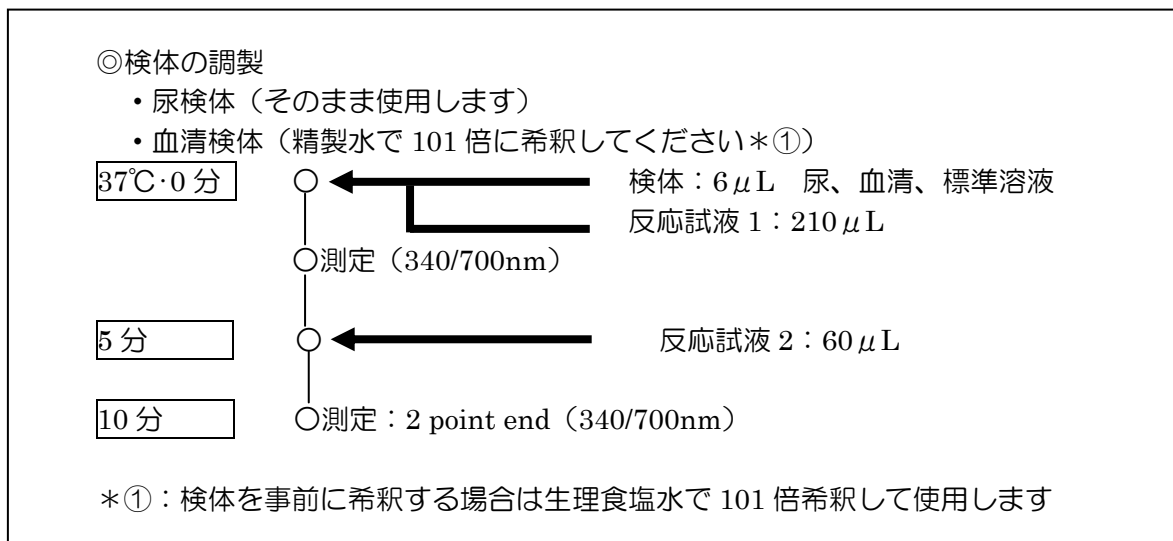 ◎検体の調製
・尿検体（そのまま使用します）
・血清検体（精製水で 101 倍に希釈してください＊①）
37℃·0 分
検体：6μL 尿、血清、標準溶液
反応試液 1：210μL
測定（340/700nm）
5 分
反応試液 2：60μL
10 分
測定：2 point end（340/700nm）
＊①：検体を事前に希釈する場合は生理食塩水で 101 倍希釈して使用します